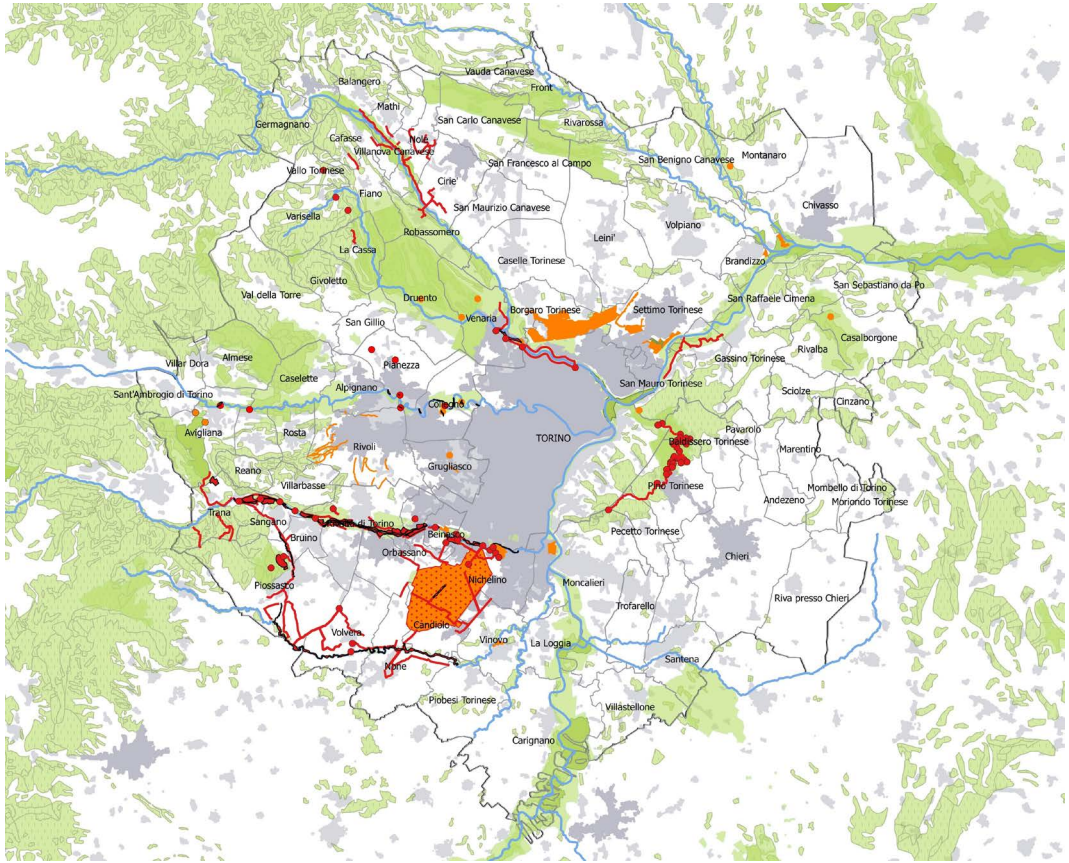 Vauda Canavese
Balangero
Front
Mathi
San Carlo Canavese
Rivarossa
Germagnano
Cafasse
Nole
Villanova Canavese
San Francesco al Campo
San Benigno Canavese
Montanaro
Vallo Torinese
Cirie
Fiano
Chivasso
Varisella
San Maurizio Canavese
Volpiano
Robassomero
Leini'
La Cassa
Caselle Torinese
Brandizzo
Givoletto
San Sebastiano da Po
Val della Torre
Druento
San Raffaele Cimena
Borgaro Torinese
Settimo Torinese
Venaria
San Gillio
Casalborgone
Rivalba
Gassino Torinese
Almese
Villar Dora
Pianezza
Caselette
San Mauro Torinese
Alpignano
Sciolze
Sant'Ambrogio di Torino
Cinzano
Collegno
Pavarolo
Avigliana
Rosta
TORINO
Baldissero Torinese
Rivoli
Marentino
Grugliasco
Reano
Villarbasse
Pino Torinese
Mombello di Torino
Andezeno
Moriondo Torinese
Trana
Sangano
Pecetto Torinese
Bruino
Beinasco
Orbassano
Chieri
Piossasco
Nichelino
Moncalieri
Riva presso Chieri
Trofarello
Candiolo
Volvera
Vinovo
La Loggia
None
Santena
Piobesi Torinese
Villastellone
Carignano